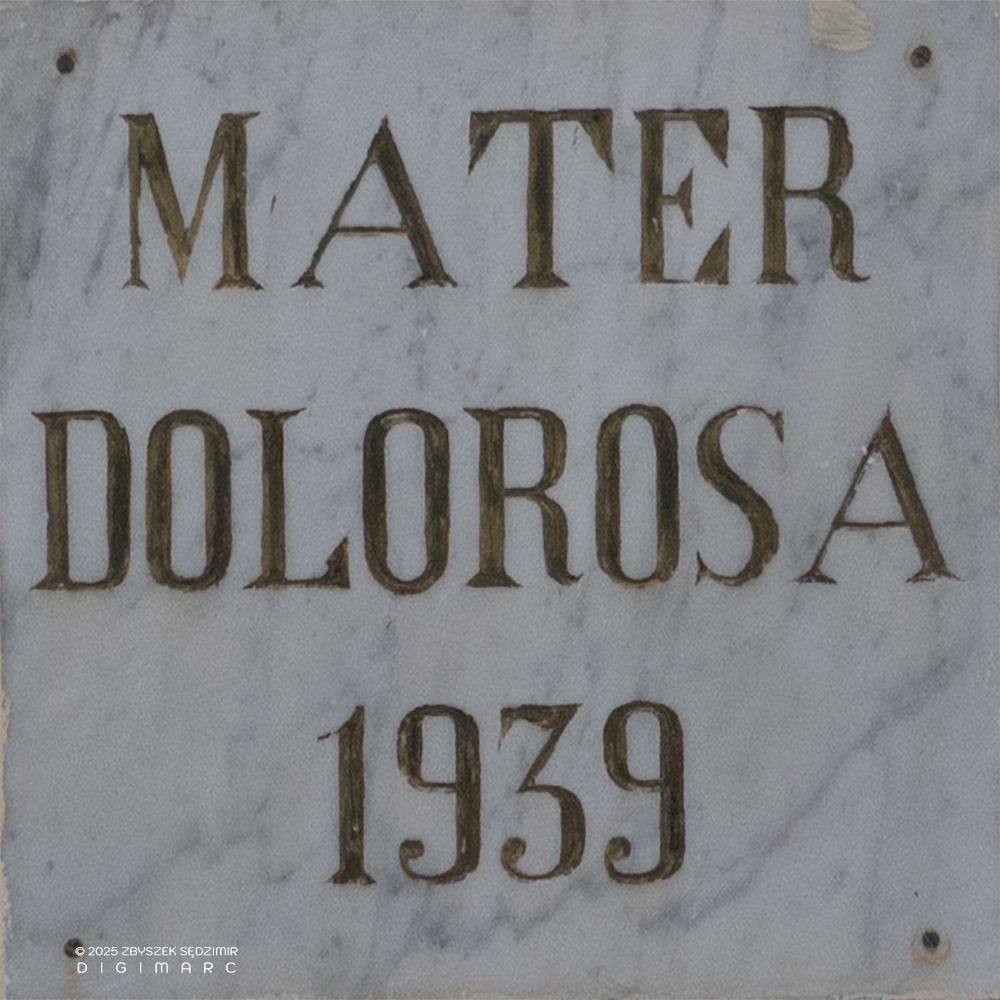 MATER
DOLOROSA
1939
© 2025 ZBYSZEK SĘDZIMIR
DIGIMARC